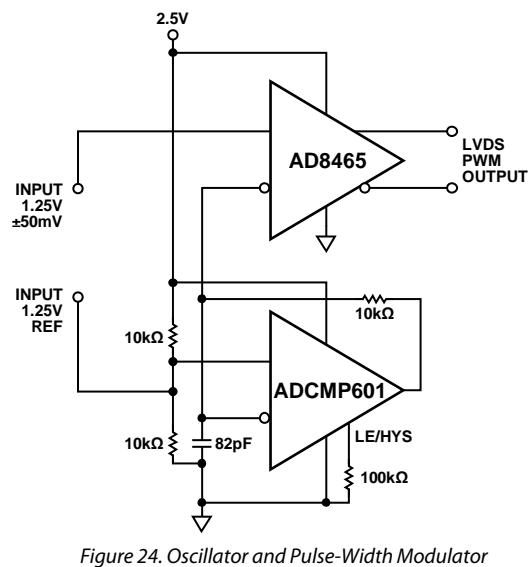 2.5V
AD8465
LVDS
PWM
OUTPUT
INPUT
1.25V
±50mV
INPUT
1.25V
REF
10kΩ
10kΩ
ADCMP601
LE/HYS
10kΩ
82pF
100kΩ
Figure 24. Oscillator and Pulse-Width Modulator